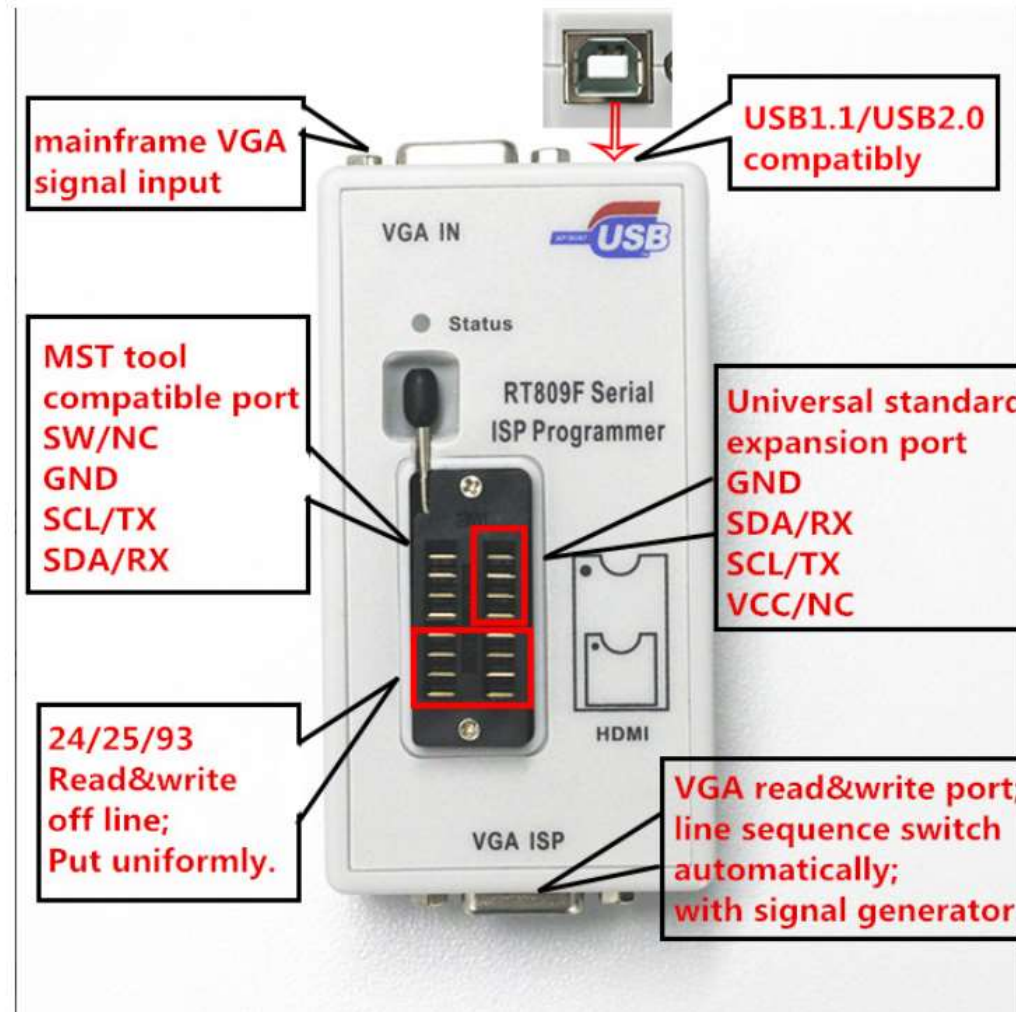 mainframe VGA
signal input
USB1.1/USB2.0
compatibly
VGA IN
USB
Status
MST tool
compatible port
SW/NC
GND
SCL/TX
SDA/RX
RT809F Serial
ISP Programmer
Universal standard
expansion port
GND
SDA/RX
SCL/TX
VCC/NC
HDMI
24/25/93
Read&write
off line;
Put uniformly.
VGA ISP
VGA read&write port;
line sequence switch
automatically;
with signal generator